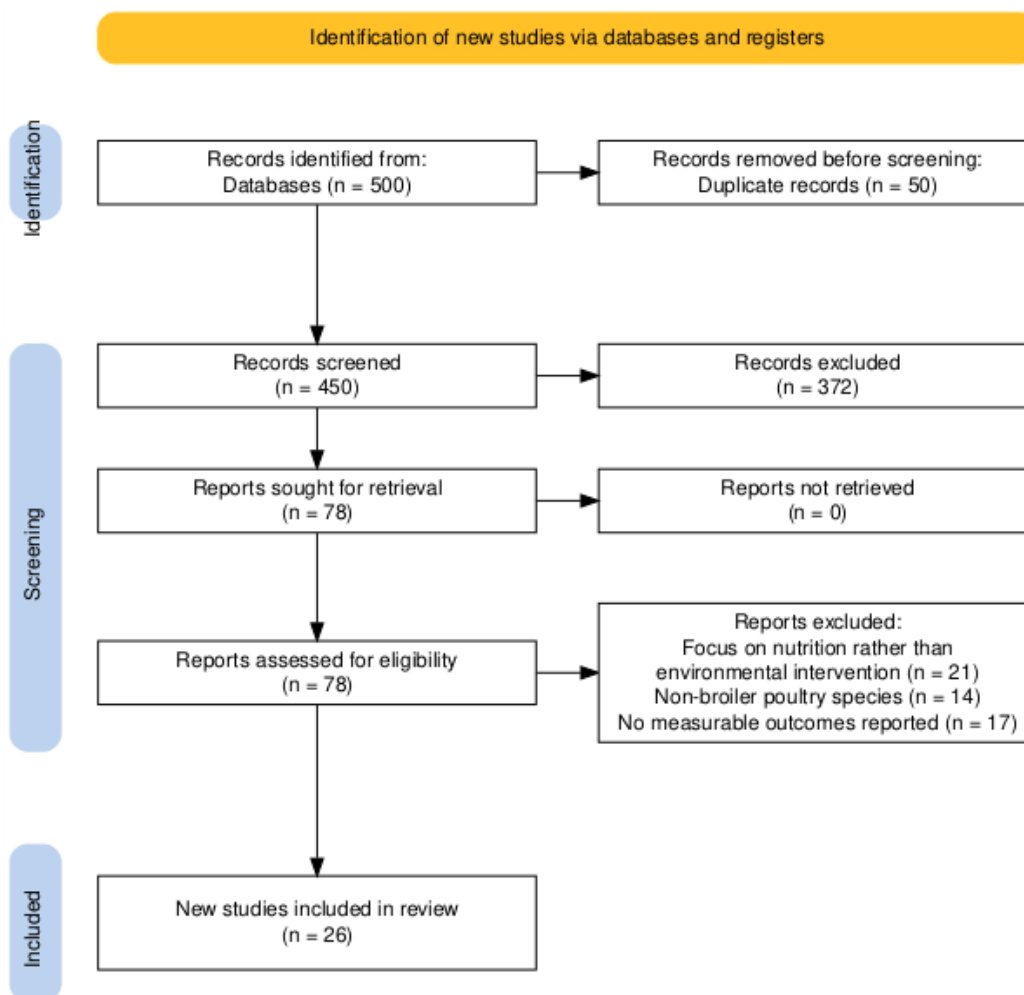 Identification of new studies via databases and registers
Identification
Records identified from:
Databases (n = 500)
Records removed before screening:
Duplicate records (n = 50)
Screening
Records screened
(n = 450)
Records excluded
(n = 372)
Reports sought for retrieval
(n = 78)
Reports not retrieved
(n = 0)
Reports assessed for eligibility
(n = 78)
Reports excluded:
Focus on nutrition rather than
environmental intervention (n = 21)
Non-broiler poultry species (n = 14)
No measurable outcomes reported (n = 17)
Included
New studies included in review
(n = 26)